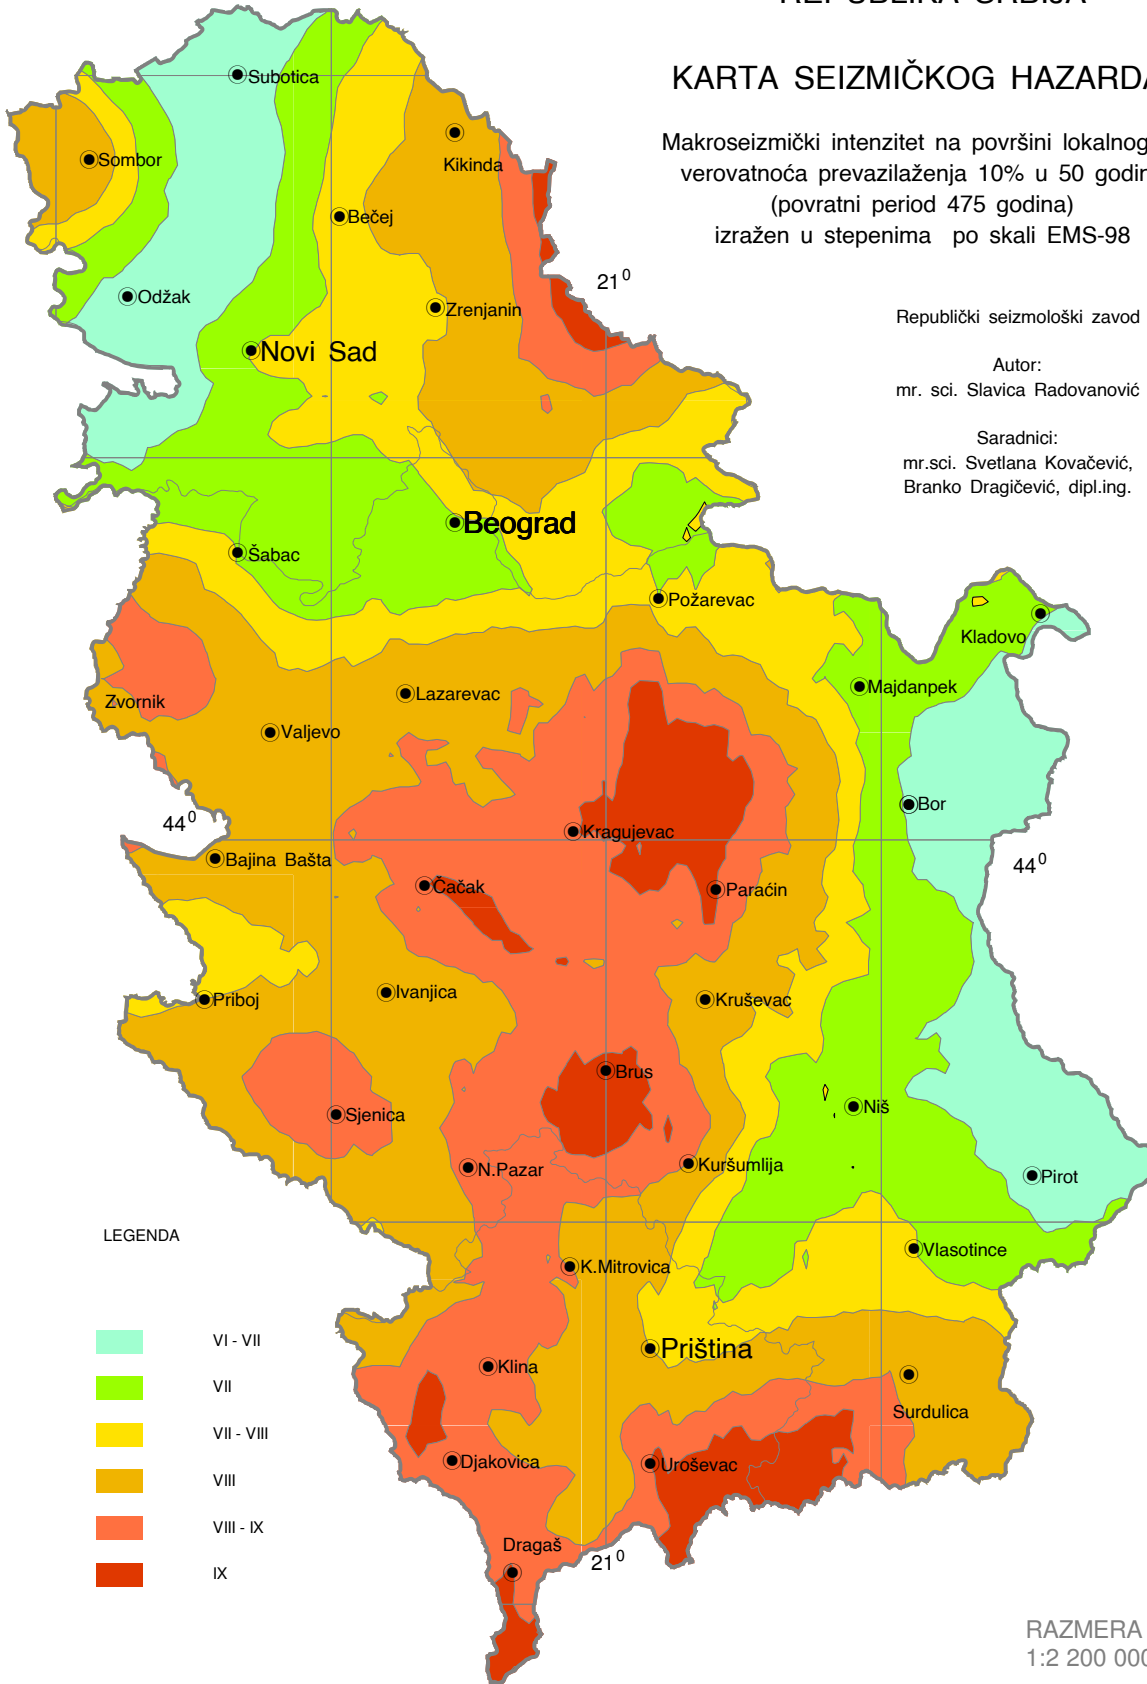 KARTA SEIZMIČKOG HAZARDA
Makroseizmički intenzitet na površini lokalnog
verovatnoća prevazilaženja 10% u 50 godin
(povratni period 475 godina)
izražen u stepenima po skali EMS-98
Republički seizmološki zavod
Autor:
mr. sci. Slavica Radovanović
Saradnici:
mr.sci. Svetlana Kovačević,
Branko Dragičević, dipl.ing.
Subotica
Sombor
Kikinda
Bečej
21⁰
Odžak
Zrenjanin
Novi Sad
Beograd
Šabac
Požarevac
Kladovo
Zvornik
Lazarevac
Majdanpek
Valjevo
Bor
44⁰
Kragujevac
Bajina Bašta
44⁰
Čačak
Paraćin
Priboj
Ivanjica
Kruševac
Brus
Sjenica
Niš
N.Pazar
Kuršumlija
Pirot
Vlasotince
K.Mitrovica
Priština
Klina
Surdulica
Djakovica
Uroševac
Dragaš
21⁰
LEGENDA
VI - VII
VII
VII - VIII
VIII
VIII - IX
IX
RAZMERA
1:2 200 000